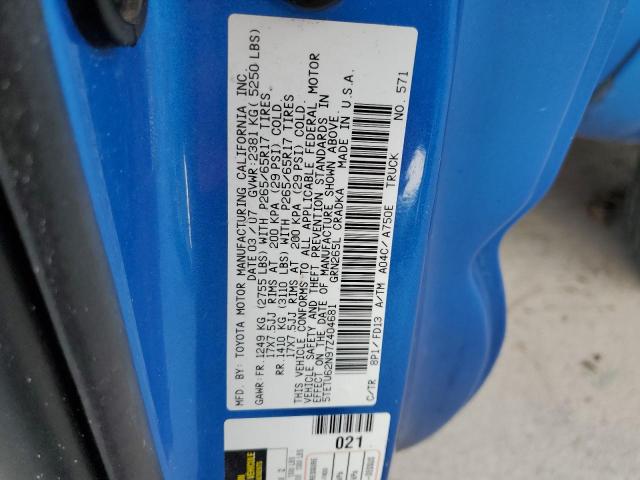 MFD. BY: TOYOTA MOTOR MANUFACTURING CALIFORNIA, INC.
DATE: 03 / 07 GVWR: 2381 KG( 5250 LBS)
GAWR: FR. 1249 KG (2755 LBS) WITH P265/65R17 TIRES
17X7.5JJ RIMS AT 200 KPA (29 PSI) COLD
RR. 1410 KG (3110 LBS) WITH P265/65R17 TIRES
17X7.5JJ RIMS AT 200 KPA (29 PSI) COLD
THIS VEHICLE CONFORMS TO ALL APPLICABLE FEDERAL MOTOR
VEHICLE SAFETY AND THEFT PREVENTION STANDARDS IN
EFFECT ON THE DATE OF MANUFACTURE SHOWN ABOVE.
5TETU62N97Z404681 GRN265L CRADKA MADE IN U.S.A.
C/TR 8P1/FD13 A/TM A04C/A750E TRUCK
NO. 571
021
VEHICLE